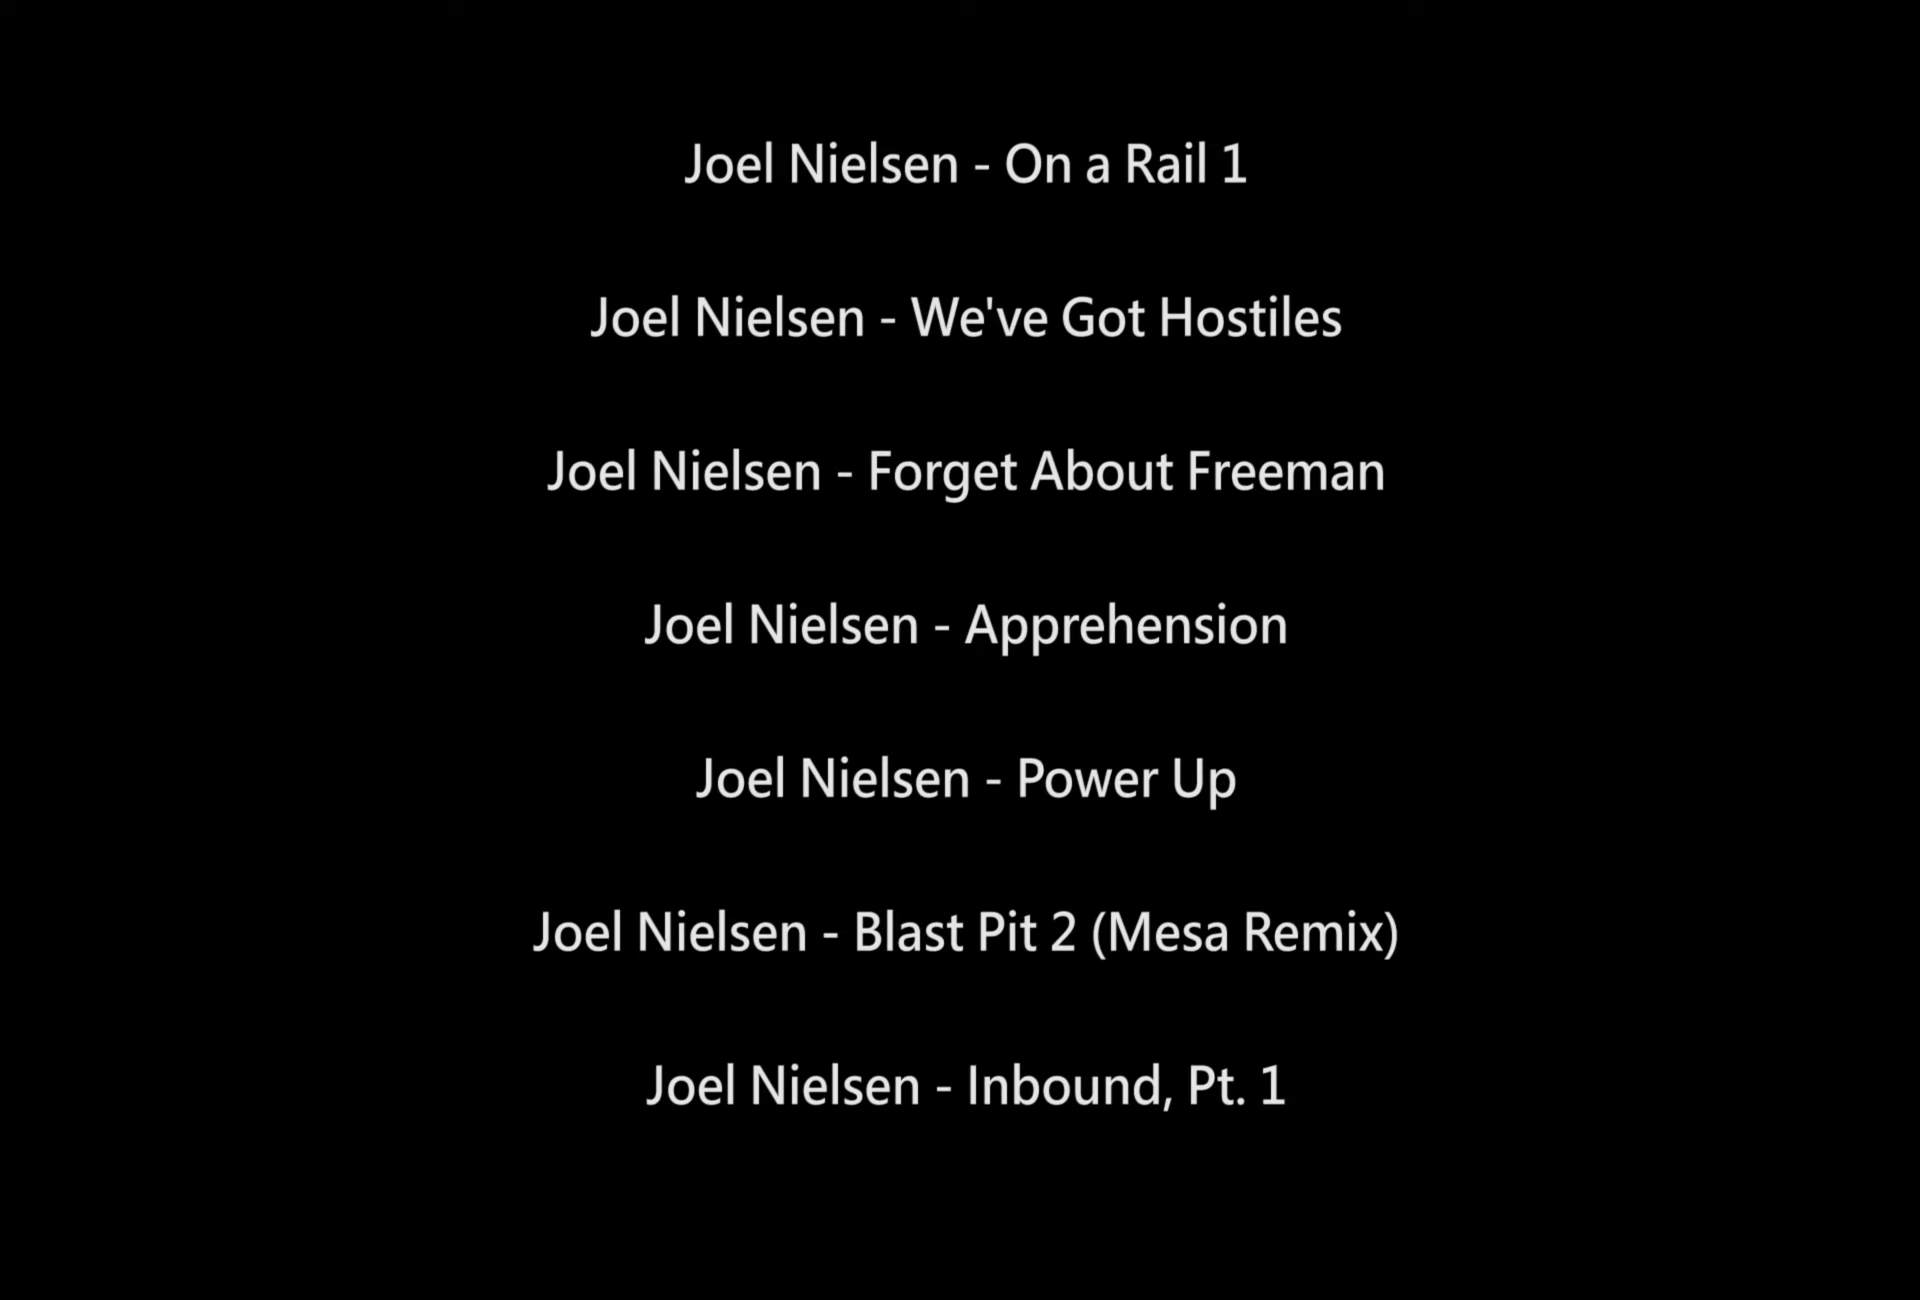 Joel Nielsen - On a Rail 1
Joel Nielsen - We've Got Hostiles
Joel Nielsen - Forget About Freeman
Joel Nielsen - Apprehension
Joel Nielsen - Power Up
Joel Nielsen - Blast Pit 2 (Mesa Remix)
Joel Nielsen - Inbound, Pt. 1